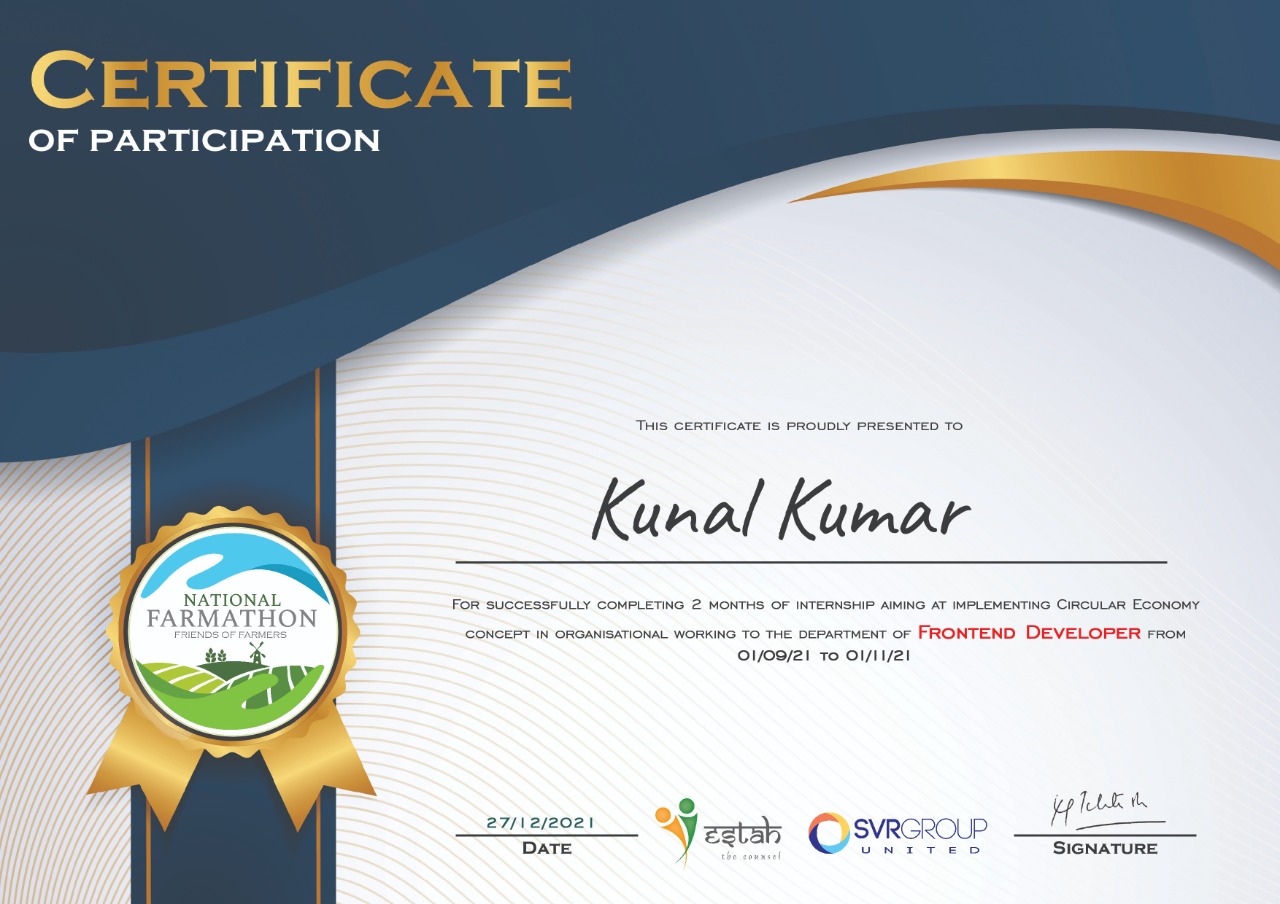 CERTIFICATE
OF PARTICIPATION
THIS CERTIFICATE IS PROUDLY PRESENTED TO
Kunal Kumar
FOR SUCCESSFULLY COMPLETING 2 MONTHS OF INTERNSHIP AIMING AT IMPLEMENTING CIRCULAR ECONOMY
CONCEPT IN ORGANISATIONAL WORKING TO THE DEPARTMENT OF FRONTEND DEVELOPER FROM
01/09/21 TO 01/11/21
NATIONAL
FARMATHON
FRIENDS OF FARMERS
27/12/2021
DATE
estah
the counsel
SVRGROUP
UNITED
SIGNATURE